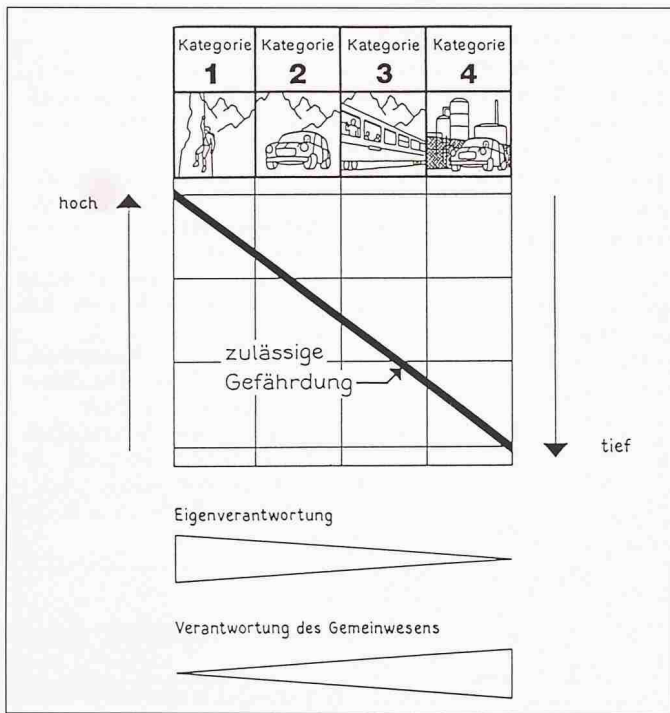 Kategorie Kategorie Kategorie Kategorie
1 2 3 4
hoch
zulässige
Gefährdung
tief
Eigenverantwortung
Verantwortung des Gemeinwesens